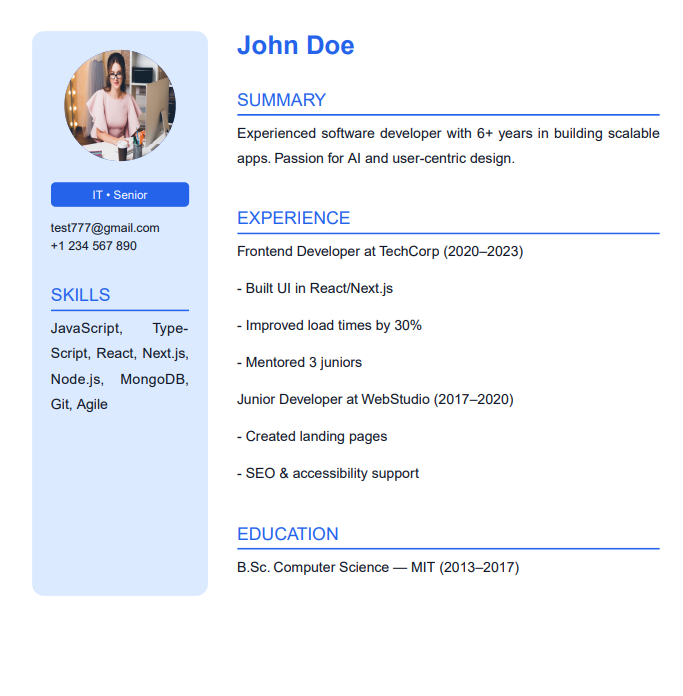 IT • Senior
test777@gmail.com
+1 234 567 890
SKILLS
JavaScript, Type-
Script, React, Next.js,
Node.js, MongoDB,
Git, Agile
John Doe
SUMMARY
Experienced software developer with 6+ years in building scalable
apps. Passion for AI and user-centric design.
EXPERIENCE
Frontend Developer at TechCorp (2020–2023)
- Built UI in React/Next.js
- Improved load times by 30%
- Mentored 3 juniors
Junior Developer at WebStudio (2017–2020)
- Created landing pages
- SEO & accessibility support
EDUCATION
B.Sc. Computer Science — MIT (2013–2017)